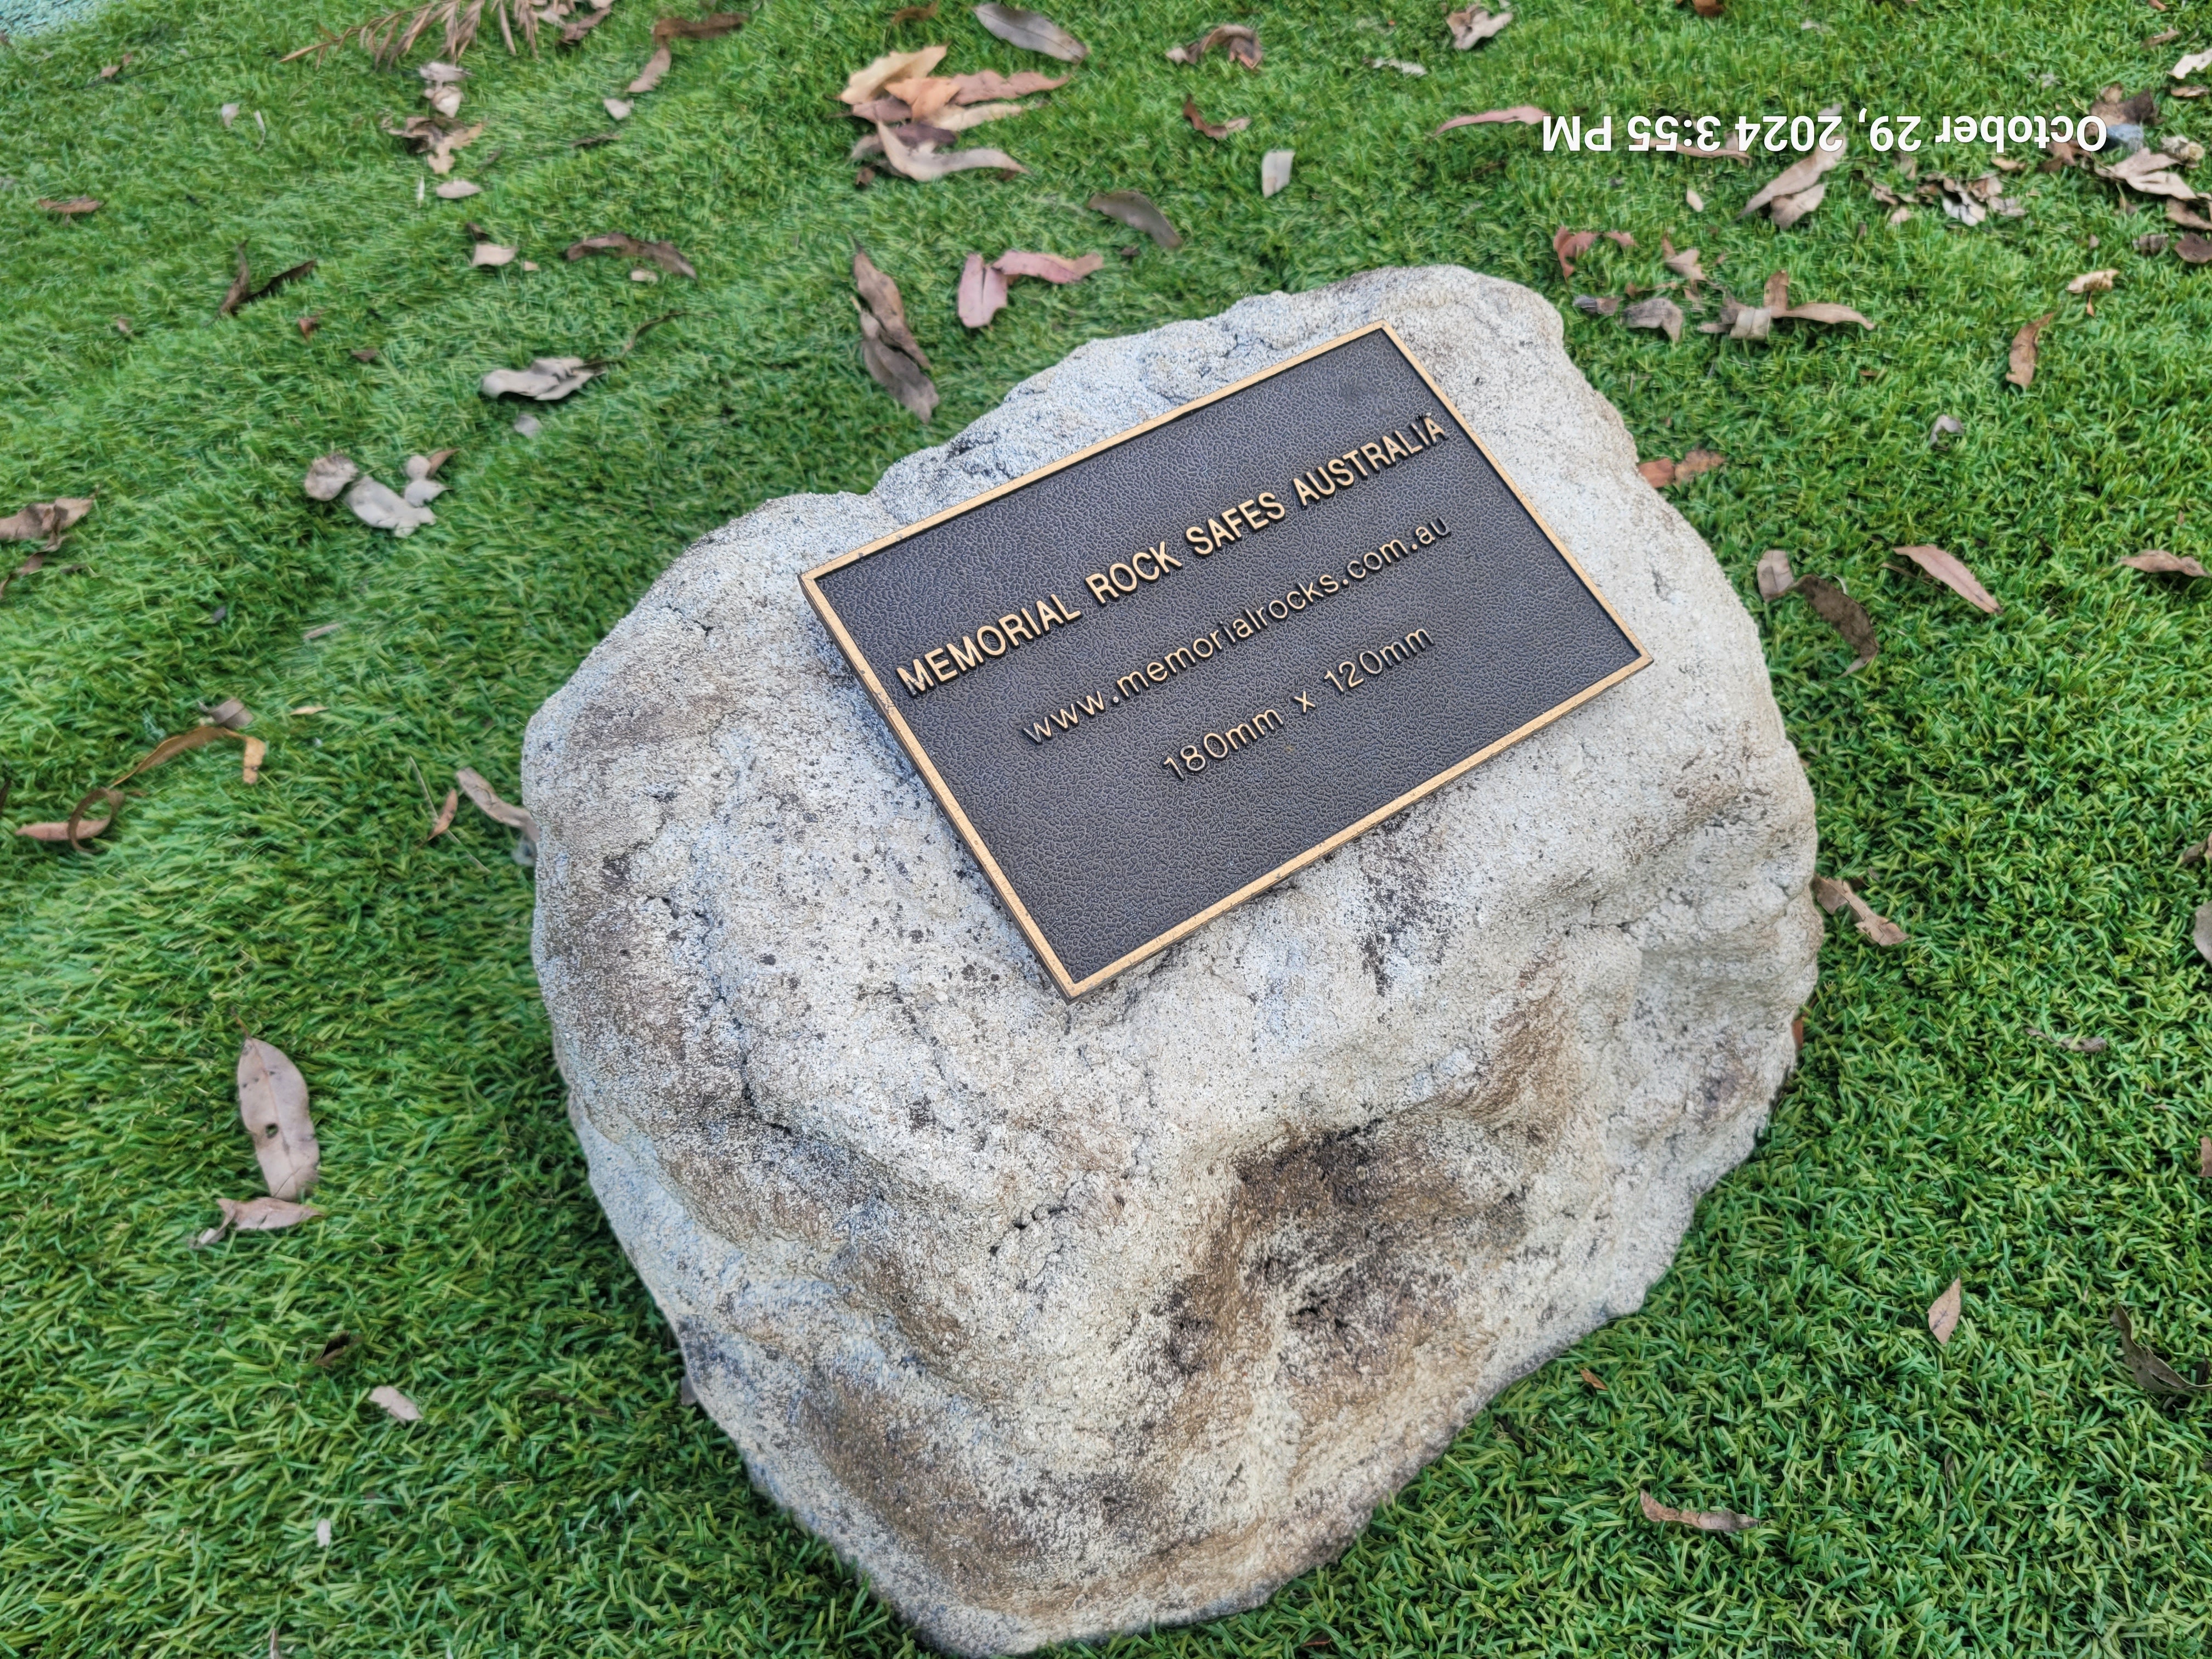 October 29, 2024 3:55 PM
MEMORIAL ROCK SAFES AUSTRALIA
www.memorialrocks.com.au
180mm x 120mm